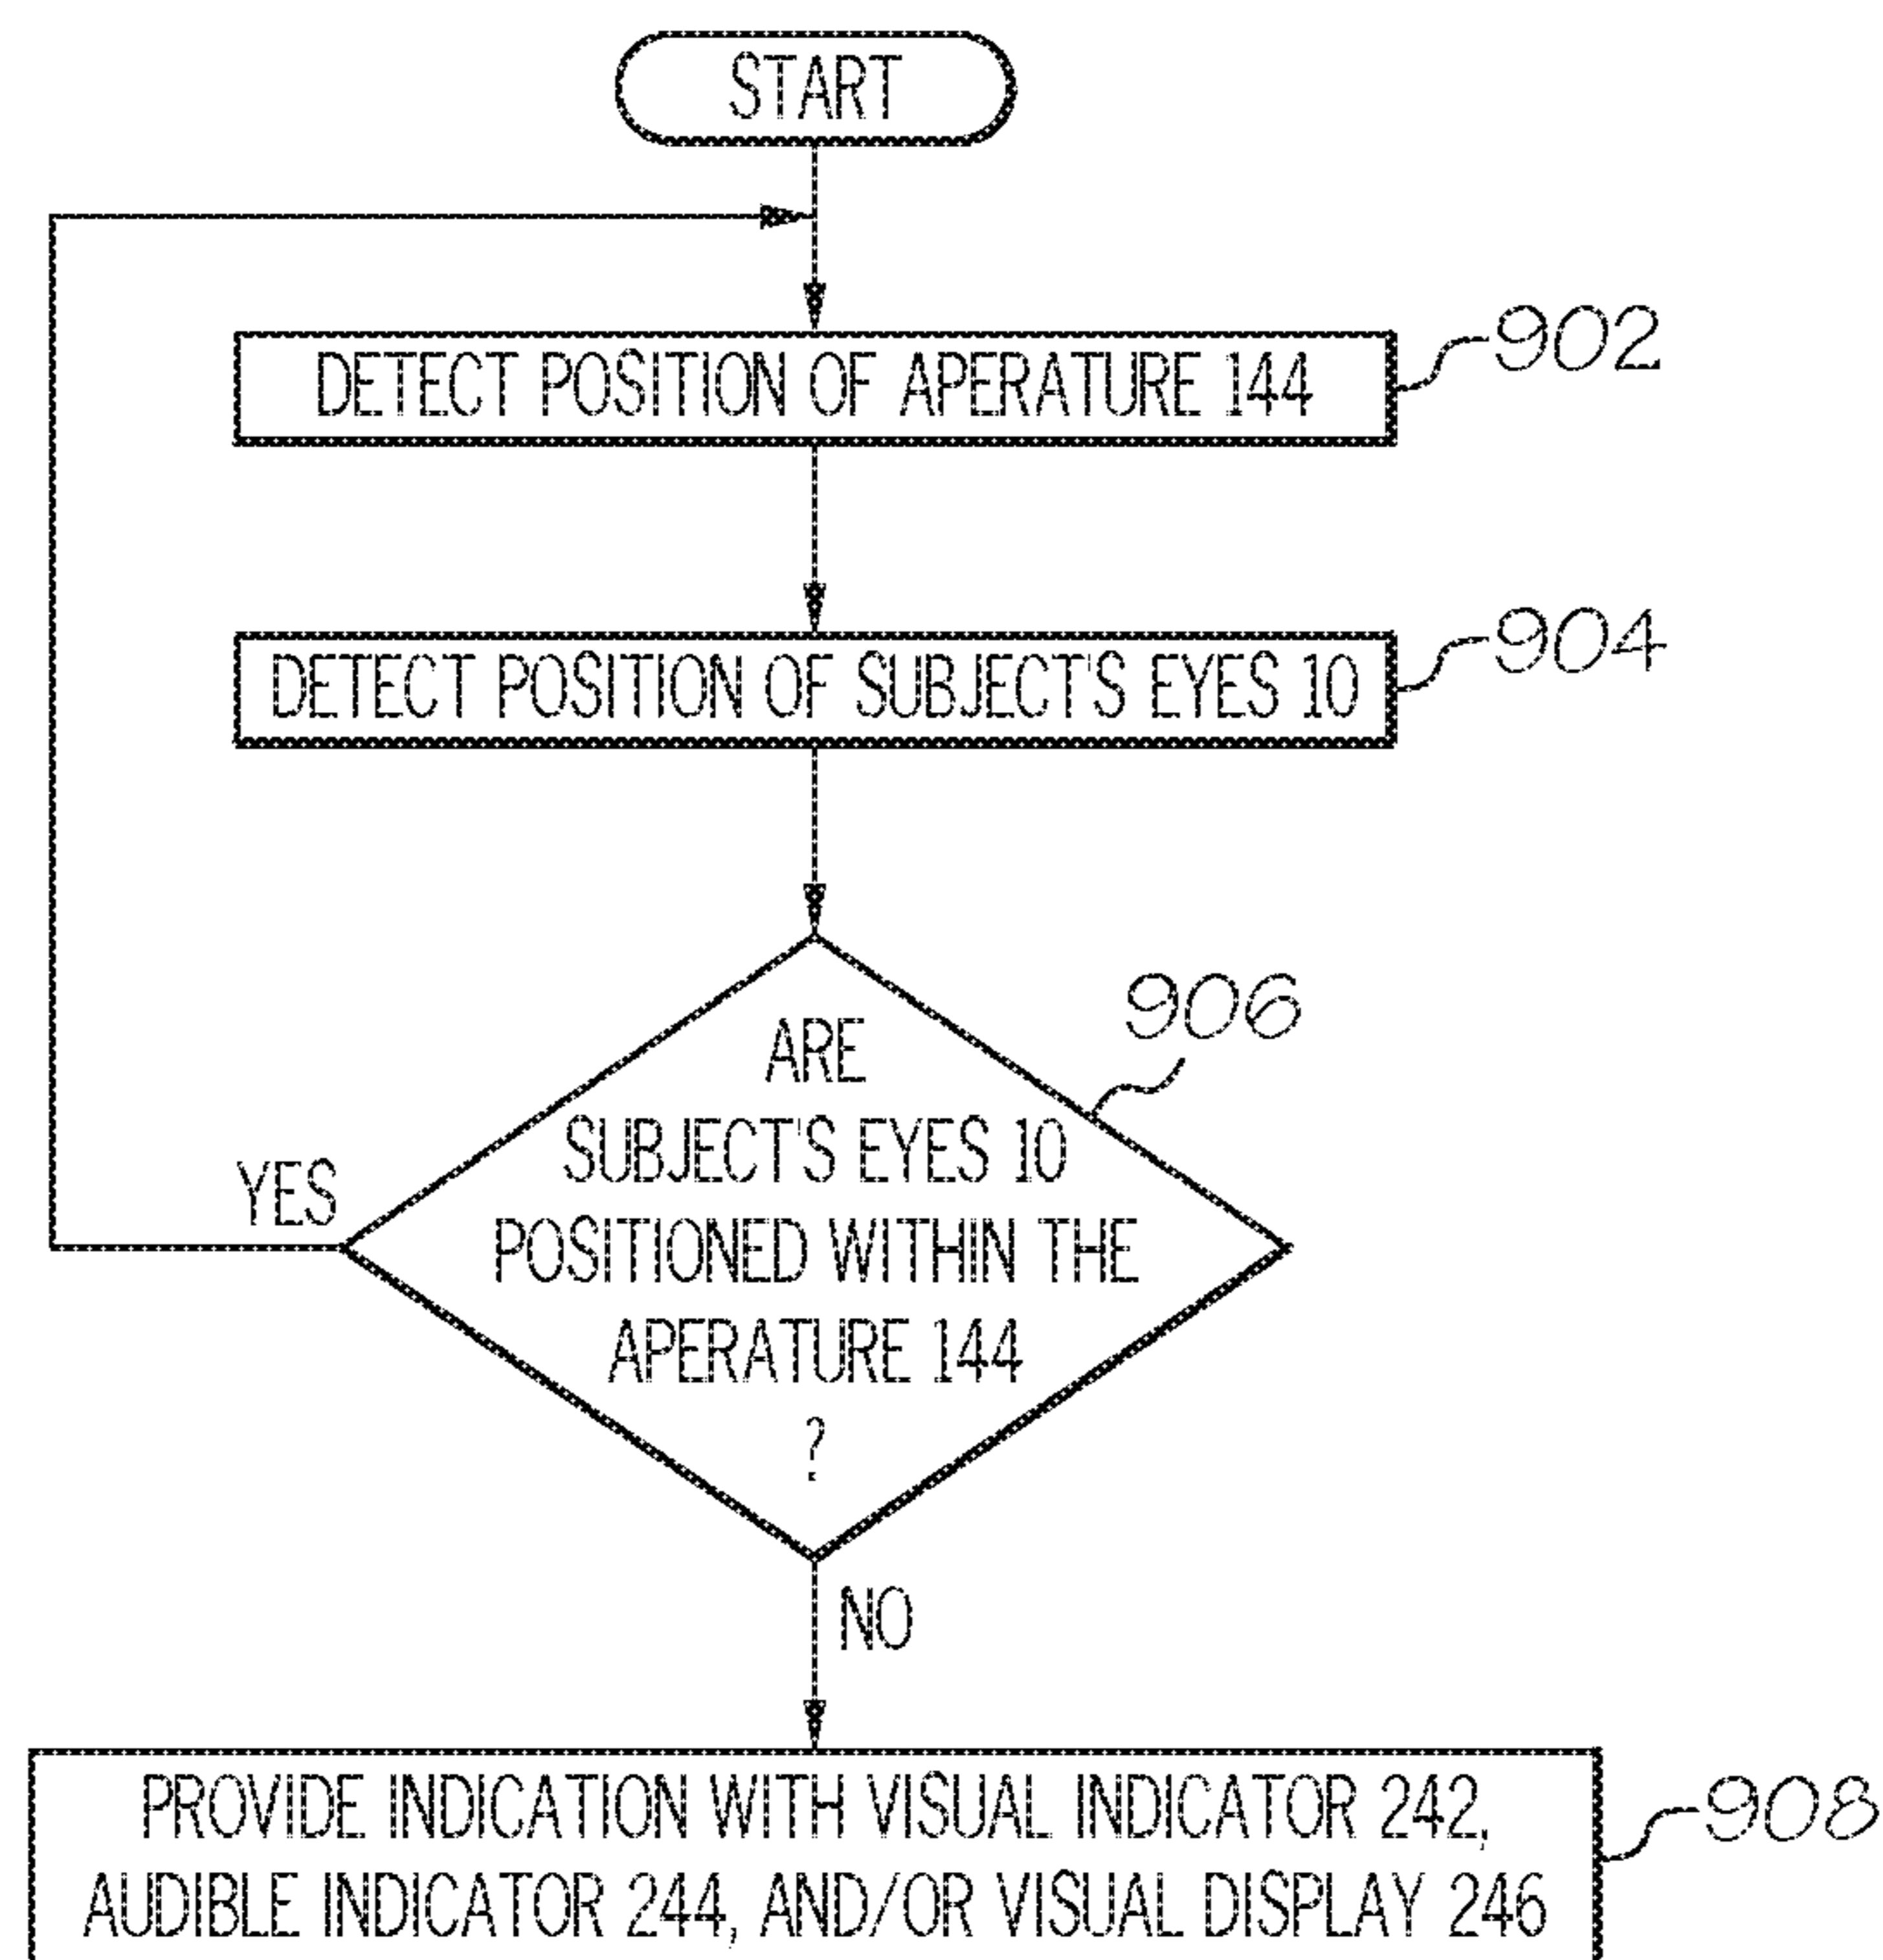 START
DETECT POSITION OF APERATURE 144
902
DETECT POSITION OF SUBJECT'S EYES 10
904
906
ARE
SUBJECT'S EYES 10
POSITIONED WITHIN THE
APERATURE 144
?
YES
NO
PROVIDE INDICATION WITH VISUAL INDICATOR 242,
AUDIBLE INDICATOR 244, AND/OR VISUAL DISPLAY 246
908